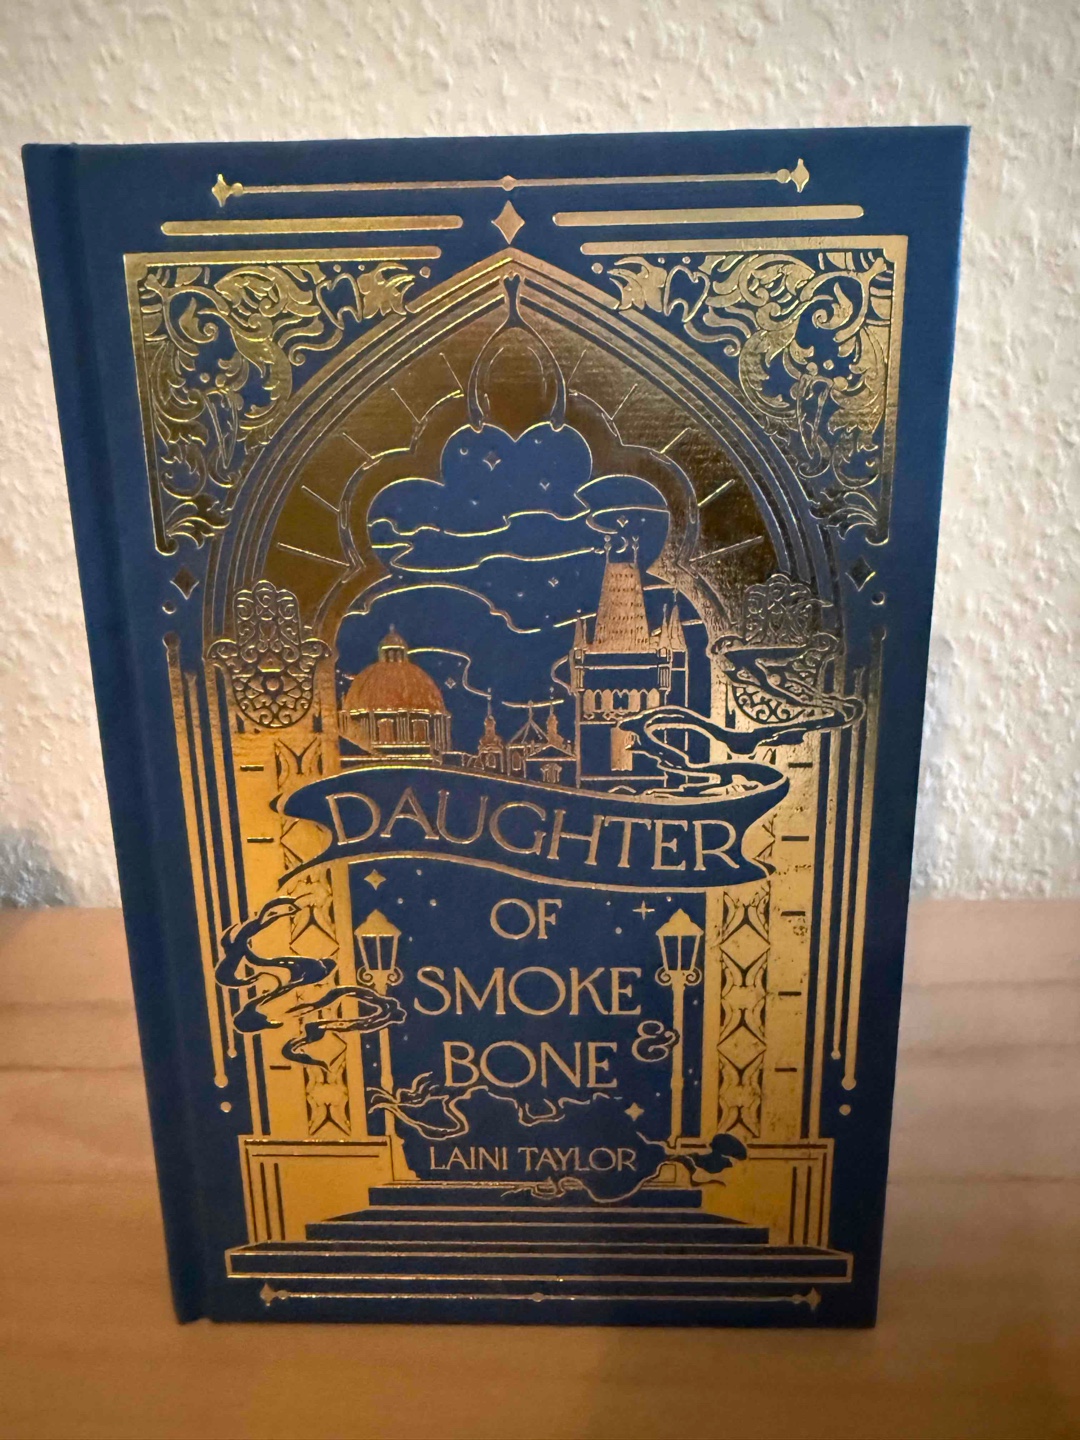 DAUGHTER
OF
SMOKE
&
BONE
LAINI TAYLOR